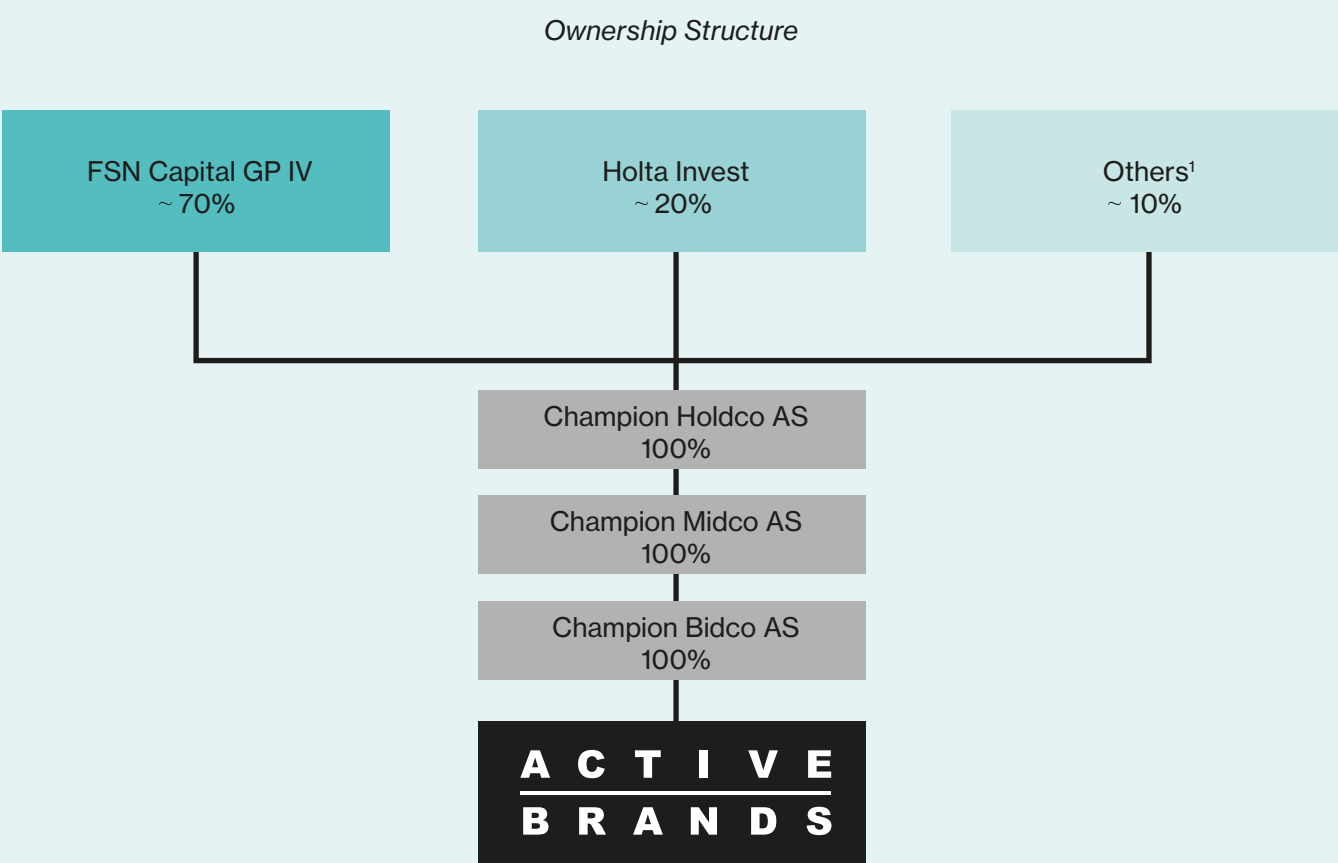 Ownership Structure
FSN Capital GP IV
~ 70%
Holta Invest
~ 20%
Others¹
~ 10%
Champion Holdco AS
100%
Champion Midco AS
100%
Champion Bidco AS
100%
ACTIVE
BRANDS